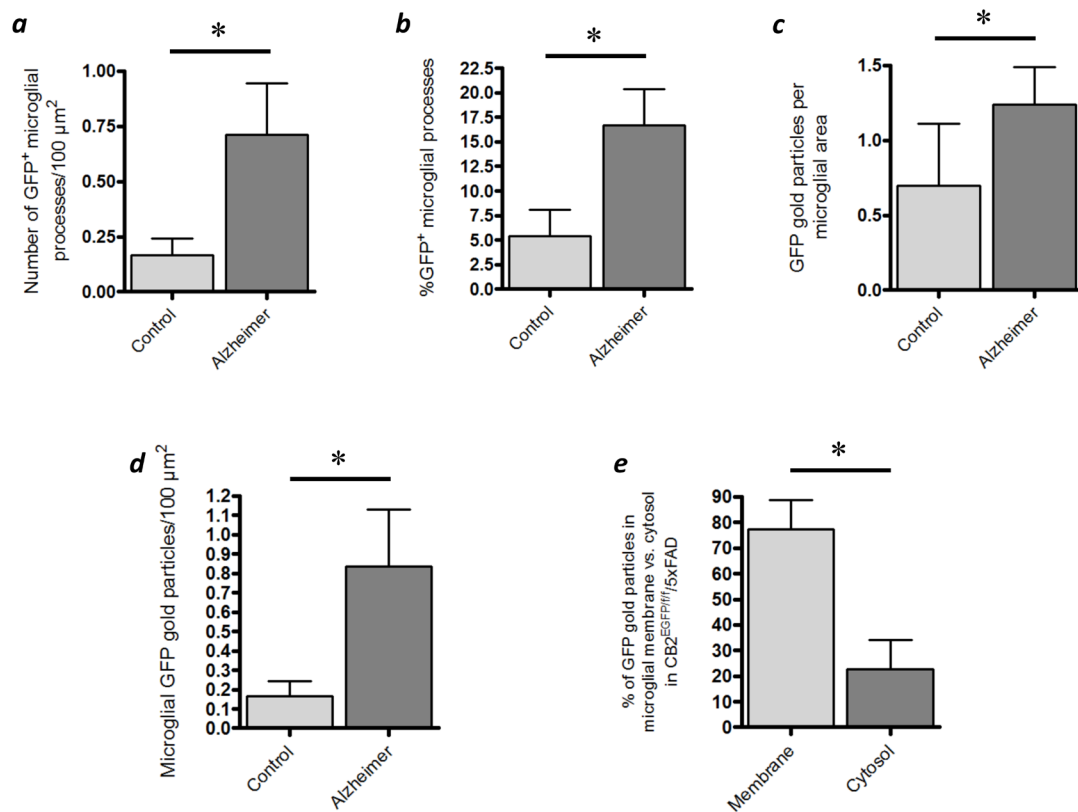 a
*
Number of GFP⁺ microglial
processes/100 µm²
1.00
0.75
0.50
0.25
0.00
Control
Alzheimer
b
*
%GFP⁺ microglial processes
22.5
20.0
17.5
15.0
12.5
10.0
7.5
5.0
2.5
0.0
Control
Alzheimer
c
*
GFP gold particles per
microglial area
1.5
1.0
0.5
0.0
Control
Alzheimer
d
*
Microglial GFP gold particles/100 µm²
1.2
1.1
1.0
0.9
0.8
0.7
0.6
0.5
0.4
0.3
0.2
0.1
0.0
Control
Alzheimer
e
*
% of GFP gold particles in
microglial membrane vs. cytosol
in CB2^EGFP/f/f/5xFAD
90
80
70
60
50
40
30
20
10
0
Membrane
Cytosol